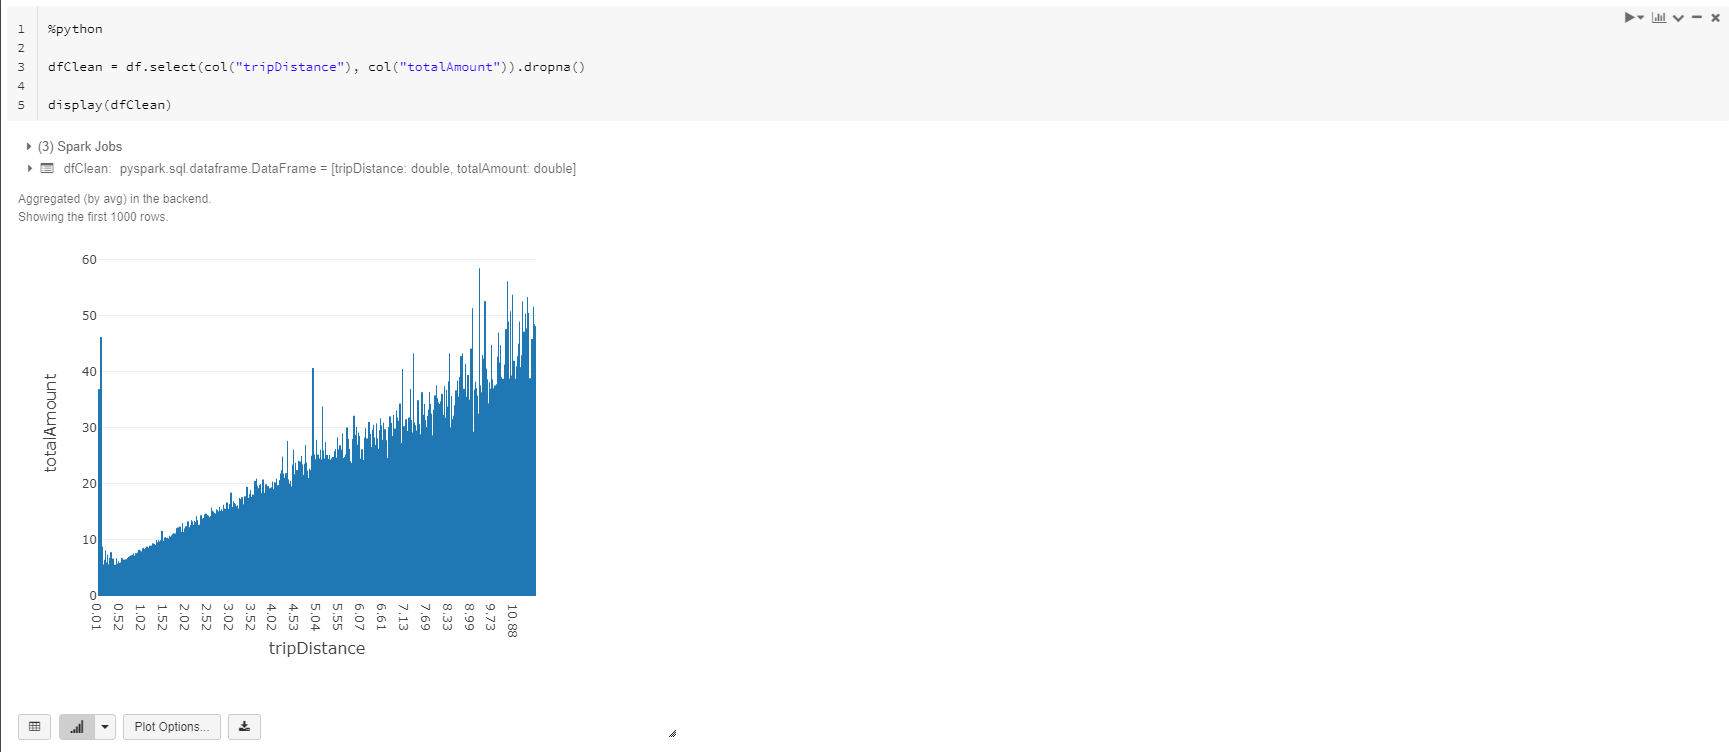 1 %python
2
3 dfClean = df.select(col("tripDistance"), col("totalAmount")).dropna()
4
5 display(dfClean)
(3) Spark Jobs
dfClean: pyspark.sql.dataframe.DataFrame = [tripDistance: double, totalAmount: double]
Aggregated (by avg) in the backend.
Showing the first 1000 rows.
60
50
40
30
20
10
0
totalAmount
0.01 0.52 1.02 1.52 2.02 2.52 3.02 3.52 4.02 4.53 5.04 5.55 6.07 6.61 7.13 7.69 8.33 8.99 9.73 10.88
tripDistance
Plot Options...